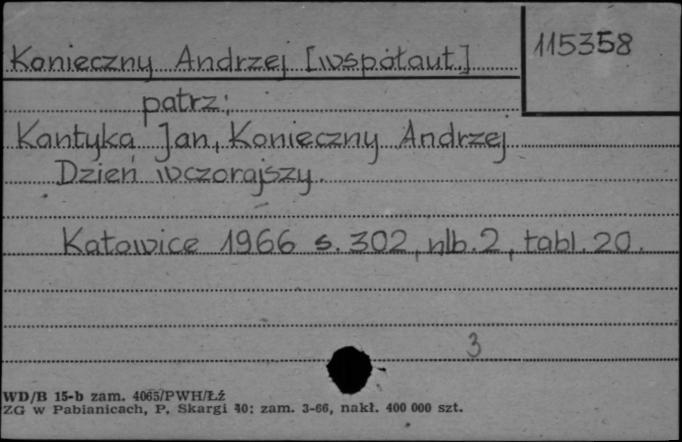 115358
Konieczny Andrzej [współaut.]
patrz:
Kantyka Jan, Konieczny Andrzej
Dzień wczorajszy.
Katowice 1966 s. 302, nlb. 2, tabl. 20.
3
WD/B 15-b zam. 4065/PWH/Łź
ZG w Pabianicach, P. Skargi 40; zam. 3-66, nakł. 400 000 szt.